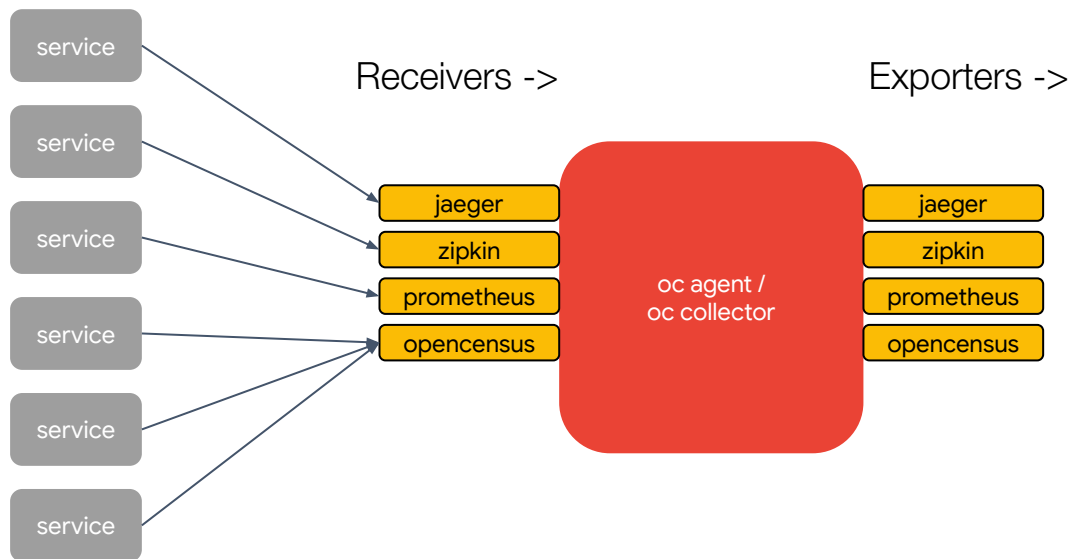 service
service
service
service
service
service
Receivers ->
jaeger
zipkin
prometheus
opencensus
oc agent /
oc collector
Exporters ->
jaeger
zipkin
prometheus
opencensus